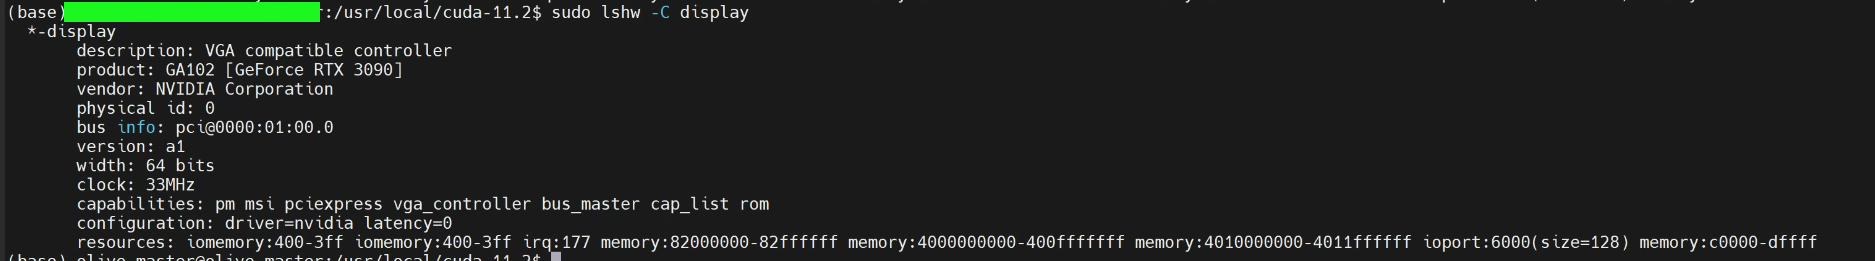 (base) :/usr/local/cuda-11.2$ sudo lshw -C display
*-display
description: VGA compatible controller
product: GA102 [GeForce RTX 3090]
vendor: NVIDIA Corporation
physical id: 0
bus info: pci@0000:01:00.0
version: a1
width: 64 bits
clock: 33MHz
capabilities: pm msi pciexpress vga_controller bus_master cap_list rom
configuration: driver=nvidia latency=0
resources: iomemory:400-3ff iomemory:400-3ff irq:177 memory:82000000-82ffffff memory:4000000000-400fffffff memory:4010000000-4011ffffff ioport:6000(size=128) memory:c0000-dffff
(base) olive-master@olive-master:/usr/local/cuda-11.2$